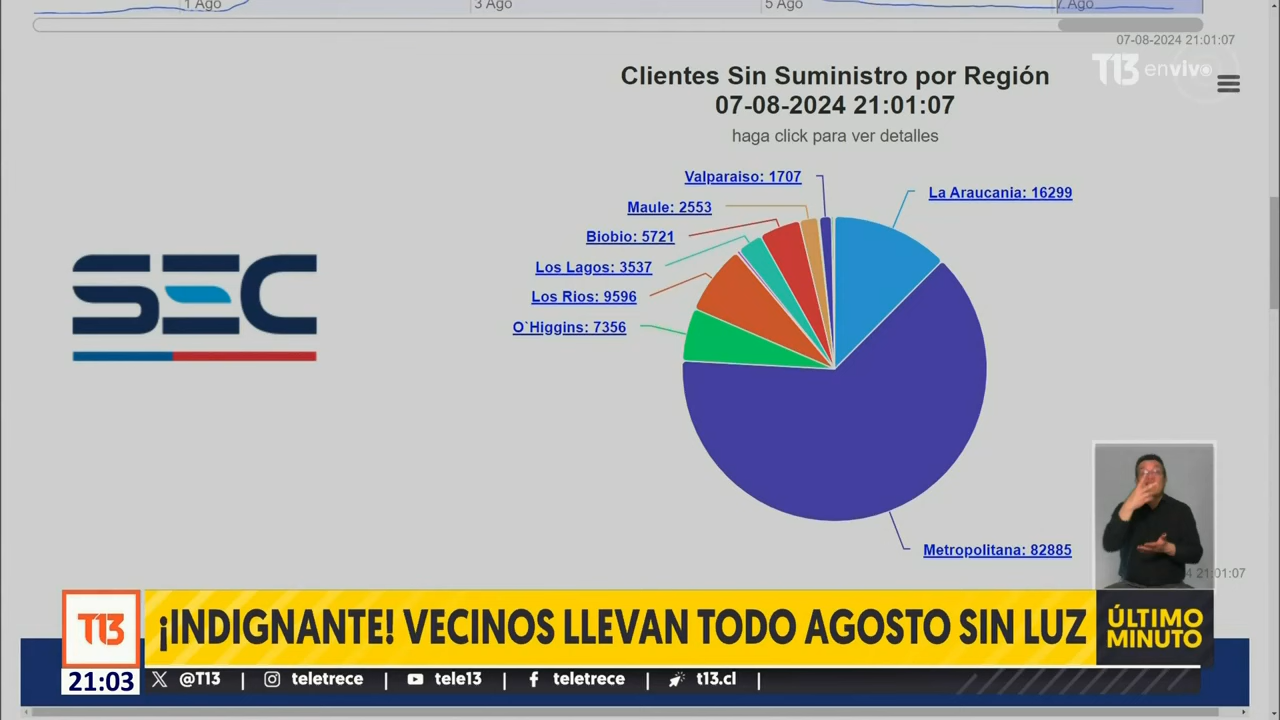 1 Ago
3 Ago
5 Ago
7 Ago
07-08-2024 21:01:07
T13 envivo
Clientes Sin Suministro por Región
07-08-2024 21:01:07
haga click para ver detalles
Valparaiso: 1707
La Araucania: 16299
Maule: 2553
Biobio: 5721
Los Lagos: 3537
Los Rios: 9596
O`Higgins: 7356
SEC
Metropolitana: 82885
4 21:01:07
T13
¡INDIGNANTE! VECINOS LLEVAN TODO AGOSTO SIN LUZ
ÚLTIMO
MINUTO
21:03
@T13 | teletrece | tele13 | teletrece | t13.cl |